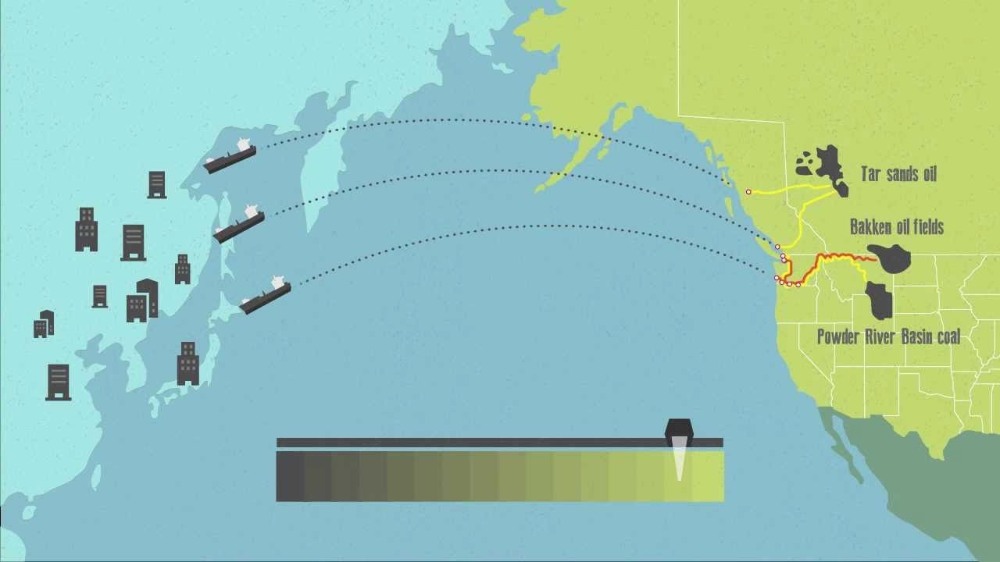 Tar sands oil
Bakken oil fields
Powder River Basin coal